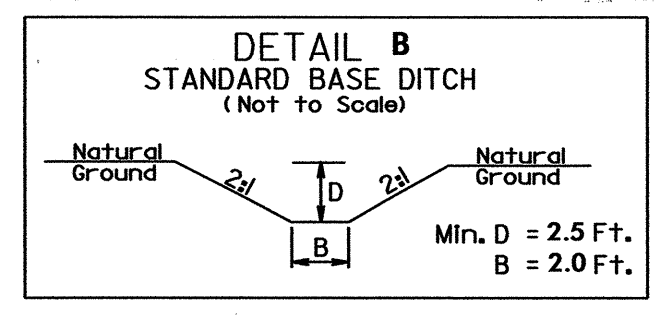 DETAIL B
STANDARD BASE DITCH
(Not to Scale)
Natural
Ground
2:1
D
2:1
Natural
Ground
B
Min. D = 2.5 Ft.
B = 2.0 Ft.